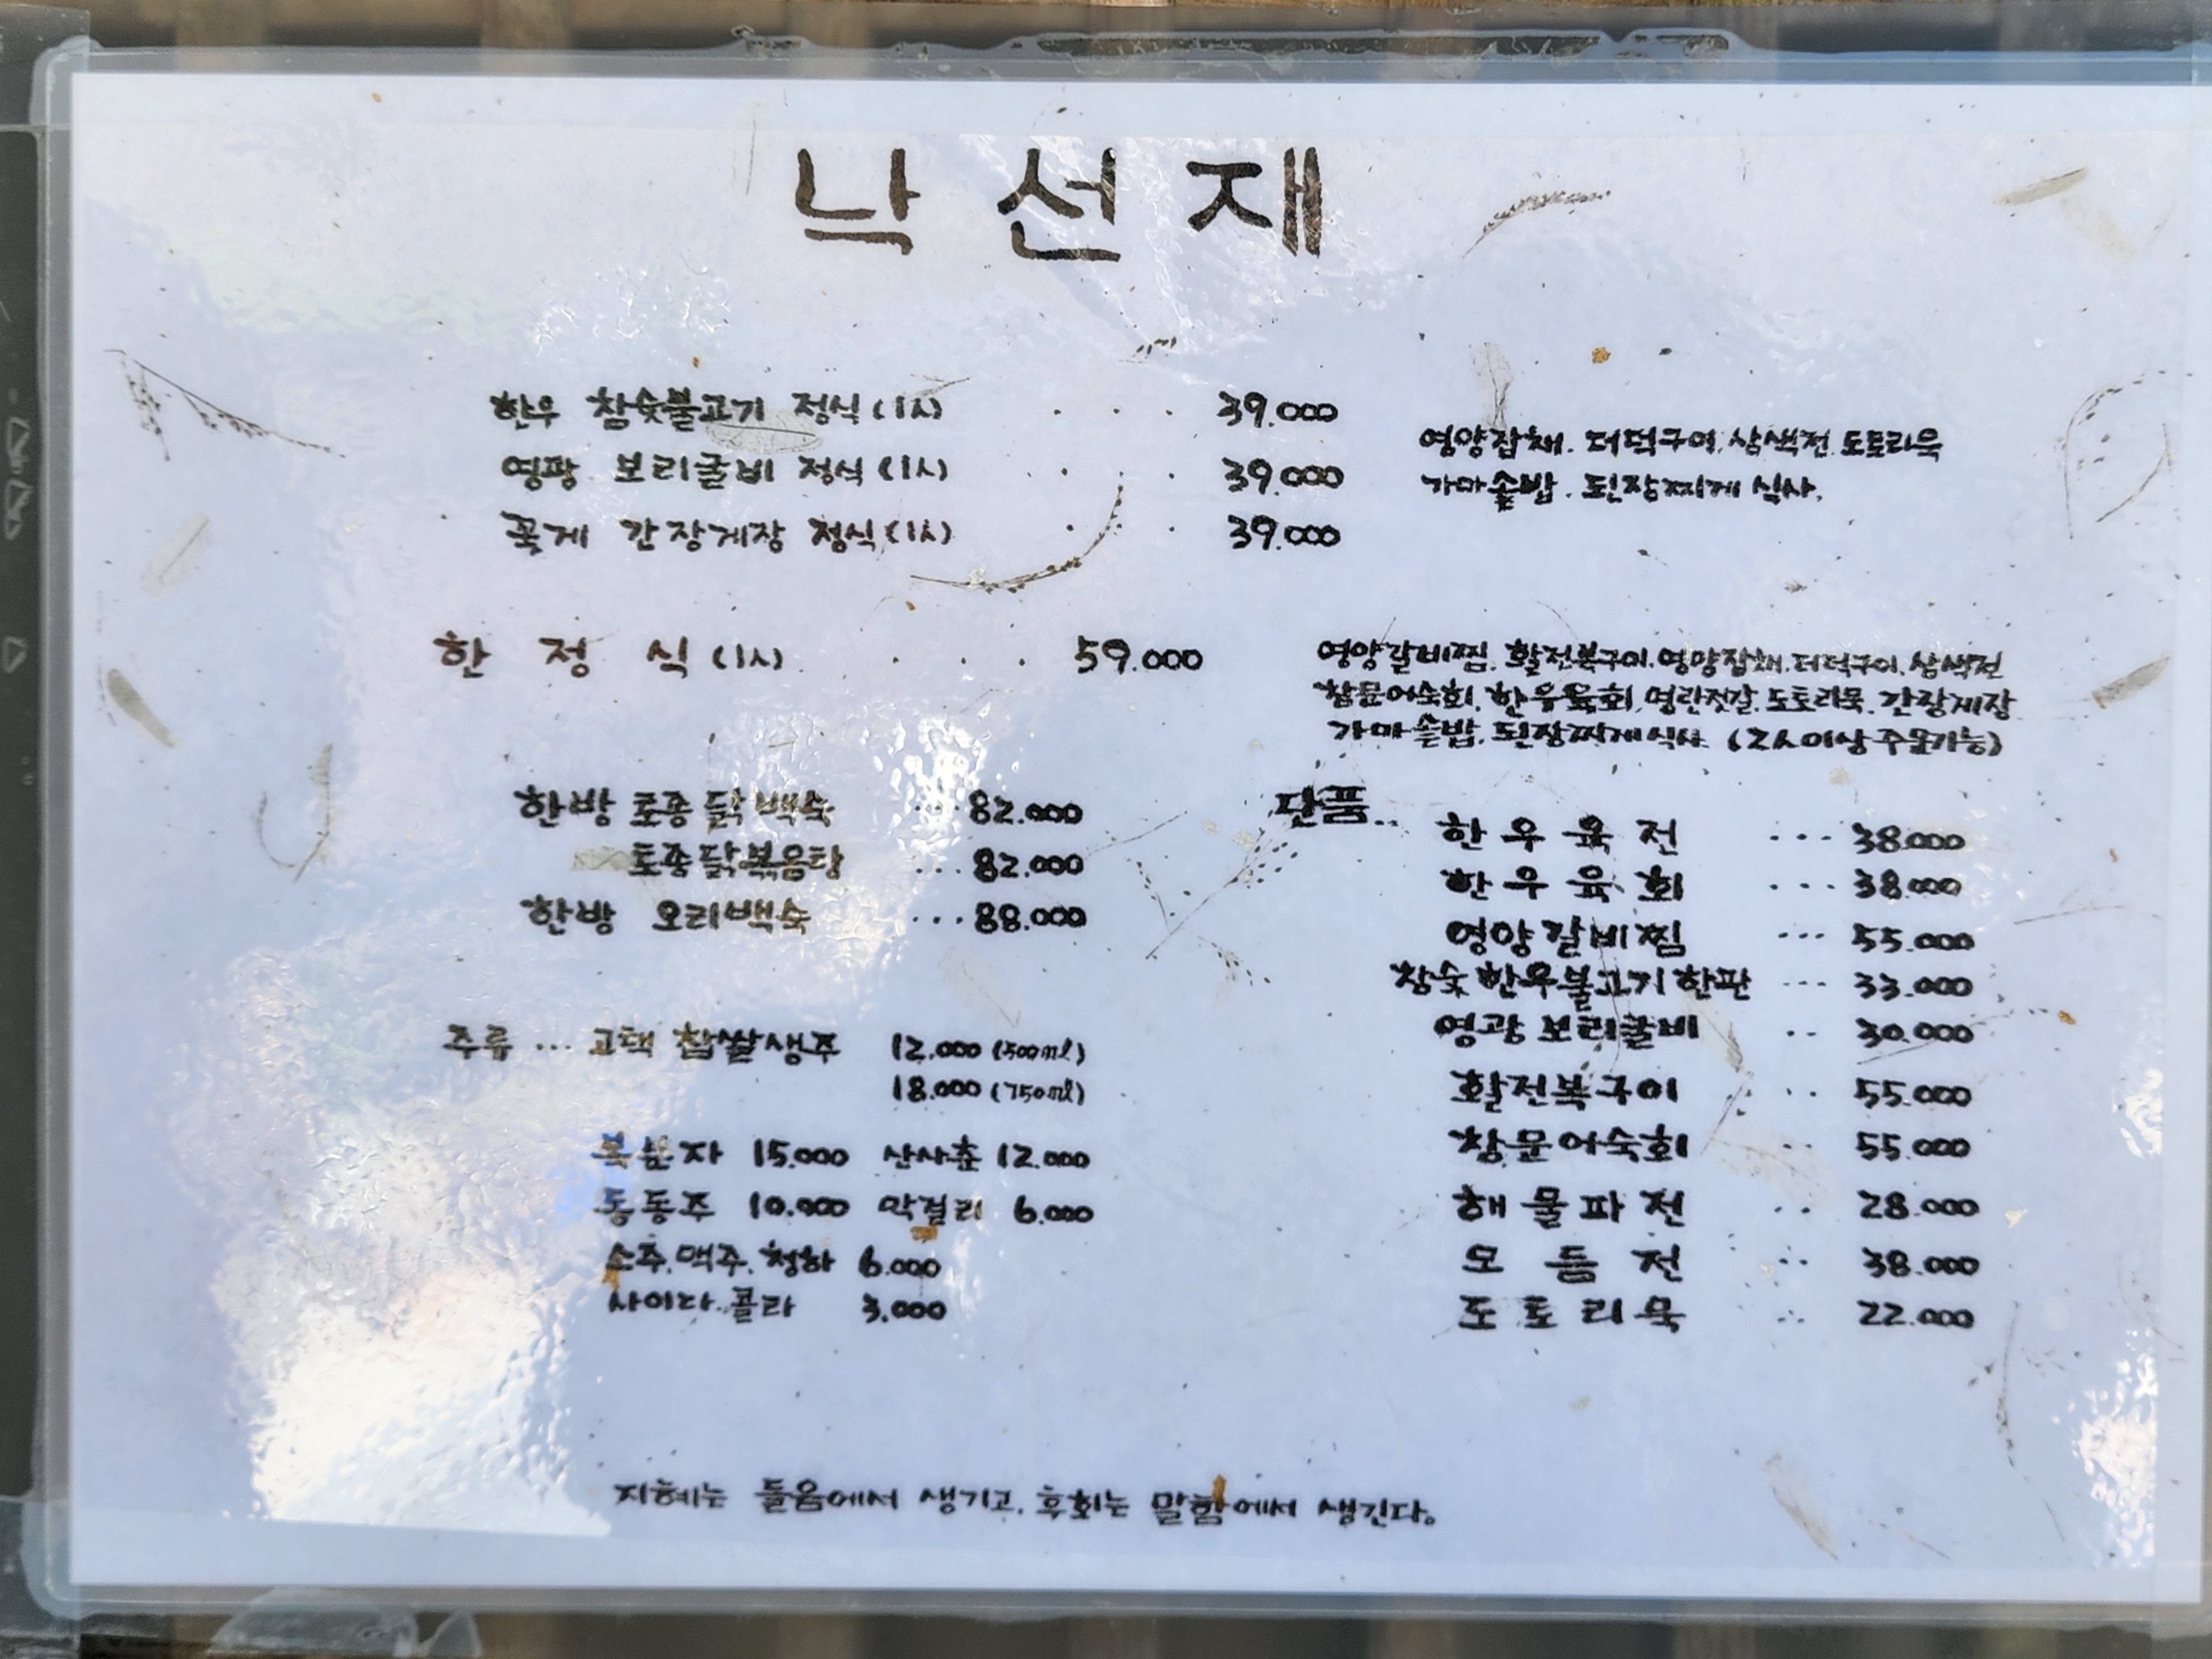 낙선재
한우 참숯불고기 정식(1人) · · · 39.000
영광 보리굴비 정식(1人) · · · 39.000
꽃게 간장게장 정식(1人) · · 39.000
영양잡채. 더덕구이. 삼색전. 도토리묵
가마솥밥. 된장찌게 식사.
한 정 식(1人) · · · 59.000
영양갈비찜. 활전복구이. 영양잡채. 더덕구이. 삼색전
참문어숙회. 한우육회. 명란젓갈. 도토리묵. 간장게장
가마솥밥. 된장찌게식사. (2人이상 주문가능)
한방 토종닭백숙 ··· 82.000
토종닭볶음탕 ··· 82.000
한방 오리백숙 ··· 88.000
주류 ··· 고택 찹쌀생주 12.000 (500ml)
18.000 (750ml)
복분자 15.000 산사춘 12.000
동동주 10.000 막걸리 6.000
소주. 맥주. 청하 6.000
사이다. 콜라 3.000
단품..
한우육전 ··· 38.000
한우육회 ··· 38.000
영양갈비찜 ··· 55.000
참숯 한우불고기 한판 ··· 33.000
영광 보리굴비 ·· 30.000
활전복구이 ·· 55.000
참문어숙회 ·· 55.000
해물파전 ·· 28.000
모듬전 ·· 38.000
도토리묵 ·· 22.000
지혜는 들음에서 생기고. 후회는 말함에서 생긴다.